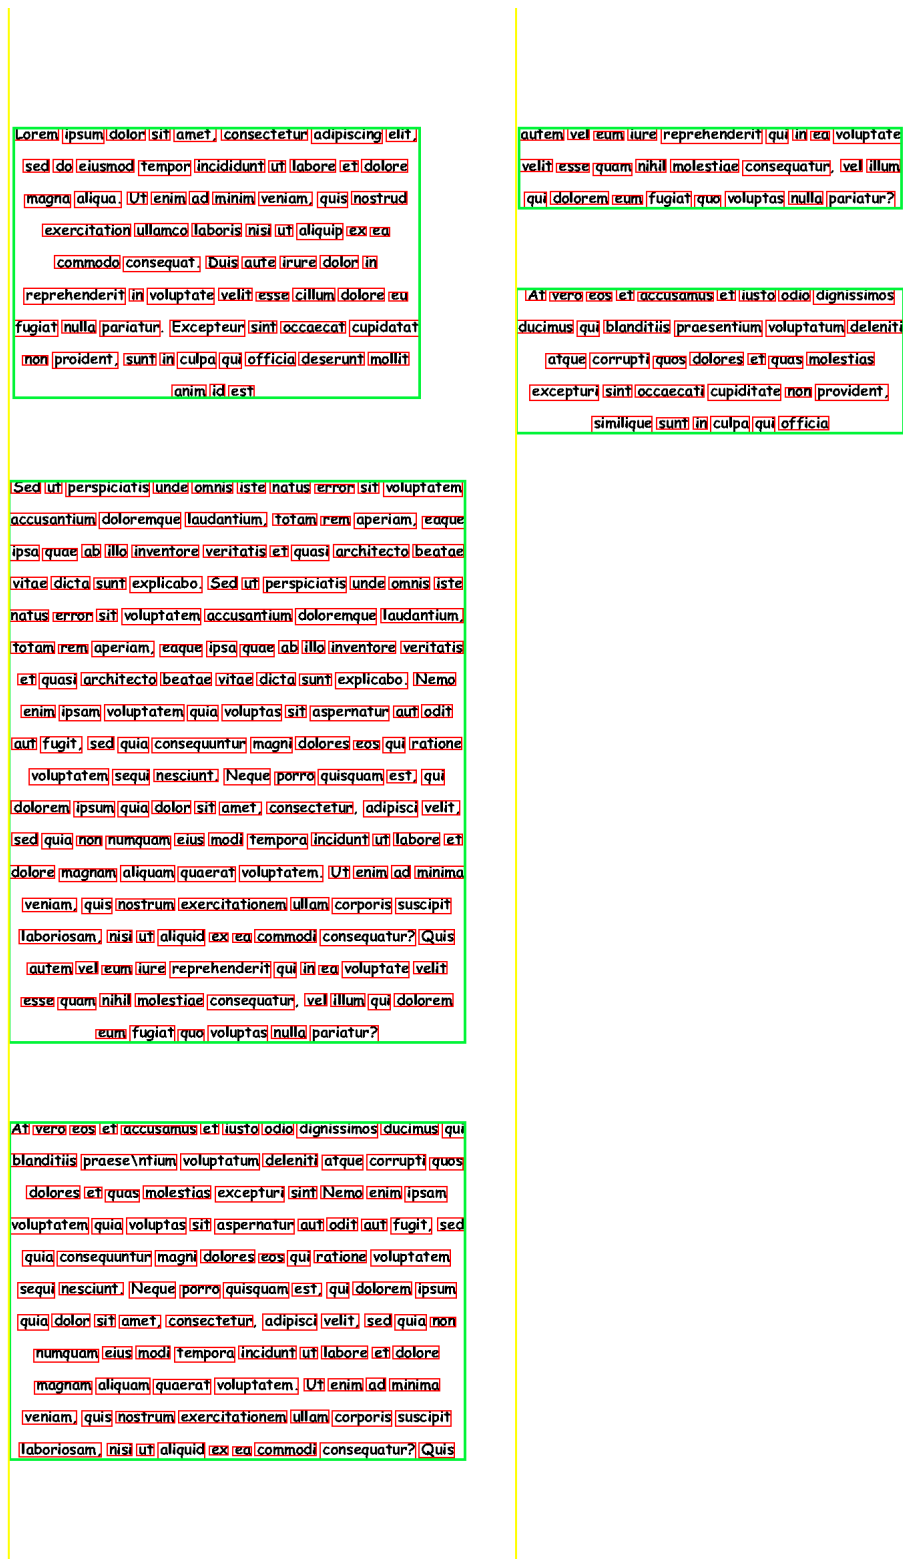 Lorem ipsum dolor sit amet, consectetur adipiscing elit,
sed do eiusmod tempor incididunt ut labore et dolore
magna aliqua. Ut enim ad minim veniam, quis nostrud
exercitation ullamco laboris nisi ut aliquip ex ea
commodo consequat. Duis aute irure dolor in
reprehenderit in voluptate velit esse cillum dolore eu
fugiat nulla pariatur. Excepteur sint occaecat cupidatat
non proident, sunt in culpa qui officia deserunt mollit
anim id est
Sed ut perspiciatis unde omnis iste natus error sit voluptatem
accusantium doloremque laudantium, totam rem aperiam, eaque
ipsa quae ab illo inventore veritatis et quasi architecto beatae
vitae dicta sunt explicabo. Sed ut perspiciatis unde omnis iste
natus error sit voluptatem accusantium doloremque laudantium,
totam rem aperiam, eaque ipsa quae ab illo inventore veritatis
et quasi architecto beatae vitae dicta sunt explicabo. Nemo
enim ipsam voluptatem quia voluptas sit aspernatur aut odit
aut fugit, sed quia consequuntur magni dolores eos qui ratione
voluptatem sequi nesciunt. Neque porro quisquam est, qui
dolorem ipsum quia dolor sit amet, consectetur, adipisci velit,
sed quia non numquam eius modi tempora incidunt ut labore et
dolore magnam aliquam quaerat voluptatem. Ut enim ad minima
veniam, quis nostrum exercitationem ullam corporis suscipit
laboriosam, nisi ut aliquid ex ea commodi consequatur? Quis
autem vel eum iure reprehenderit qui in ea voluptate velit
esse quam nihil molestiae consequatur, vel illum qui dolorem
eum fugiat quo voluptas nulla pariatur?
At vero eos et accusamus et iusto odio dignissimos ducimus qui
blanditiis praese\ntium voluptatum deleniti atque corrupti quos
dolores et quas molestias excepturi sint Nemo enim ipsam
voluptatem quia voluptas sit aspernatur aut odit aut fugit, sed
quia consequuntur magni dolores eos qui ratione voluptatem
sequi nesciunt. Neque porro quisquam est, qui dolorem ipsum
quia dolor sit amet, consectetur, adipisci velit, sed quia non
numquam eius modi tempora incidunt ut labore et dolore
magnam aliquam quaerat voluptatem. Ut enim ad minima
veniam, quis nostrum exercitationem ullam corporis suscipit
laboriosam, nisi ut aliquid ex ea commodi consequatur? Quis
autem vel eum iure reprehenderit qui in ea voluptate
velit esse quam nihil molestiae consequatur, vel illum
qui dolorem eum fugiat quo voluptas nulla pariatur?
At vero eos et accusamus et iusto odio dignissimos
ducimus qui blanditiis praesentium voluptatum deleniti
atque corrupti quos dolores et quas molestias
excepturi sint occaecati cupiditate non provident,
similique sunt in culpa qui officia